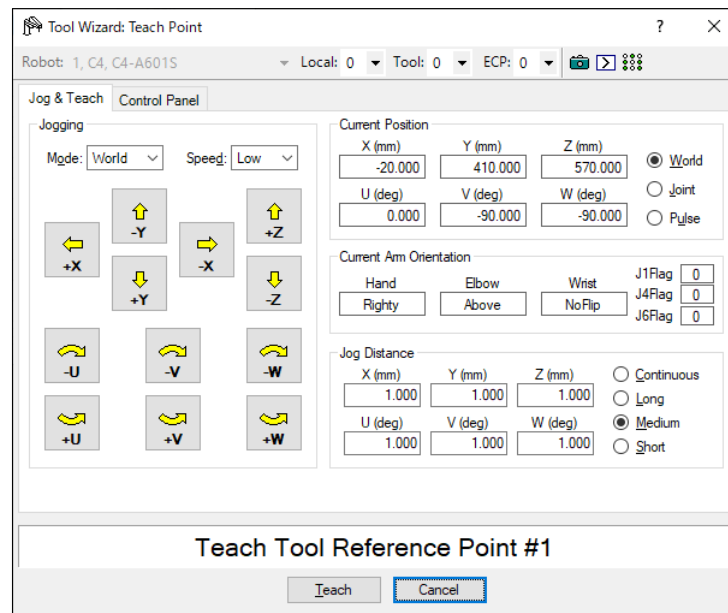 Tool Wizard: Teach Point
Robot: 1, C4, C4-A601S Local: 0 Tool: 0 ECP: 0
Jog & Teach Control Panel
Jogging
Mode: World Speed: Low
-Y
+Z
+X
-X
+Y
-Z
-U -V -W
+U +V +W
Current Position
X (mm) Y (mm) Z (mm)
-20.000 410.000 570.000
U (deg) V (deg) W (deg)
0.000 -90.000 -90.000
World
Joint
Pulse
Current Arm Orientation
Hand Elbow Wrist
Righty Above NoFlip
J1Flag 0
J4Flag 0
J6Flag 0
Jog Distance
X (mm) Y (mm) Z (mm)
1.000 1.000 1.000
U (deg) V (deg) W (deg)
1.000 1.000 1.000
Continuous
Long
Medium
Short
Teach Tool Reference Point #1
Teach Cancel